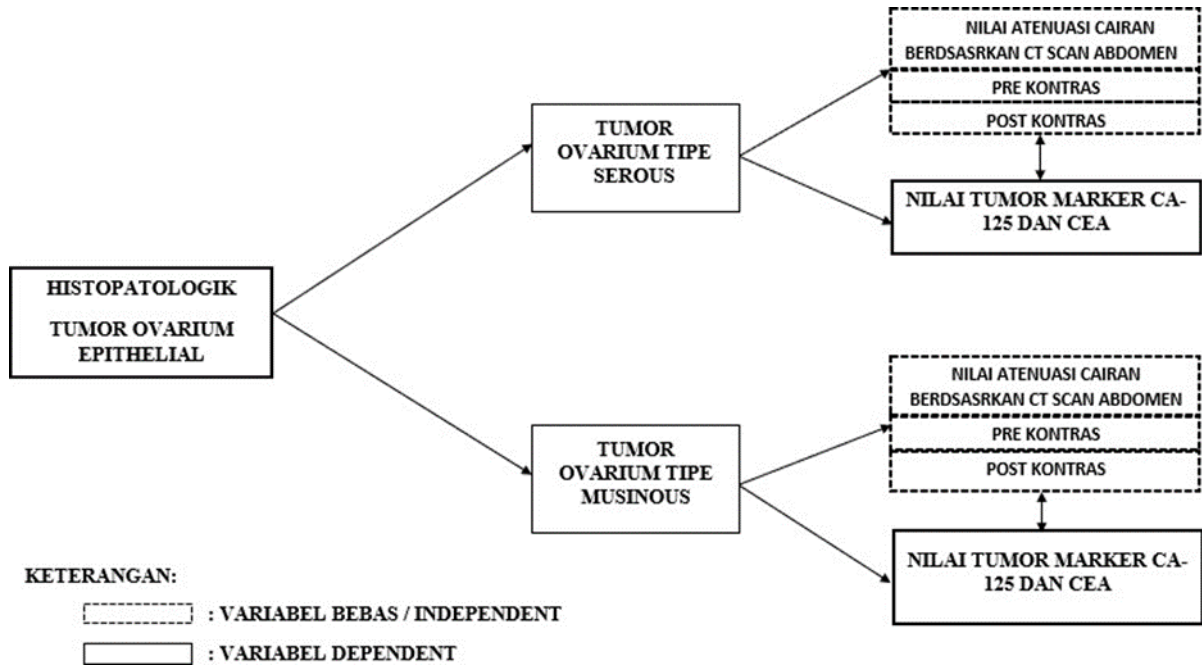 HISTOPATOLOGIK
TUMOR OVARIUM
EPITHELIAL
TUMOR
OVARIUM TIPE
SEROUS
NILAI ATENUASI CAIRAN
BERDSASRKAN CT SCAN ABDOMEN
PRE KONTRAS
POST KONTRAS
NILAI TUMOR MARKER CA-
125 DAN CEA
TUMOR
OVARIUM TIPE
MUSINOUS
NILAI ATENUASI CAIRAN
BERDSASRKAN CT SCAN ABDOMEN
PRE KONTRAS
POST KONTRAS
NILAI TUMOR MARKER CA-
125 DAN CEA
KETERANGAN:
: VARIABEL BEBAS / INDEPENDENT
: VARIABEL DEPENDENT